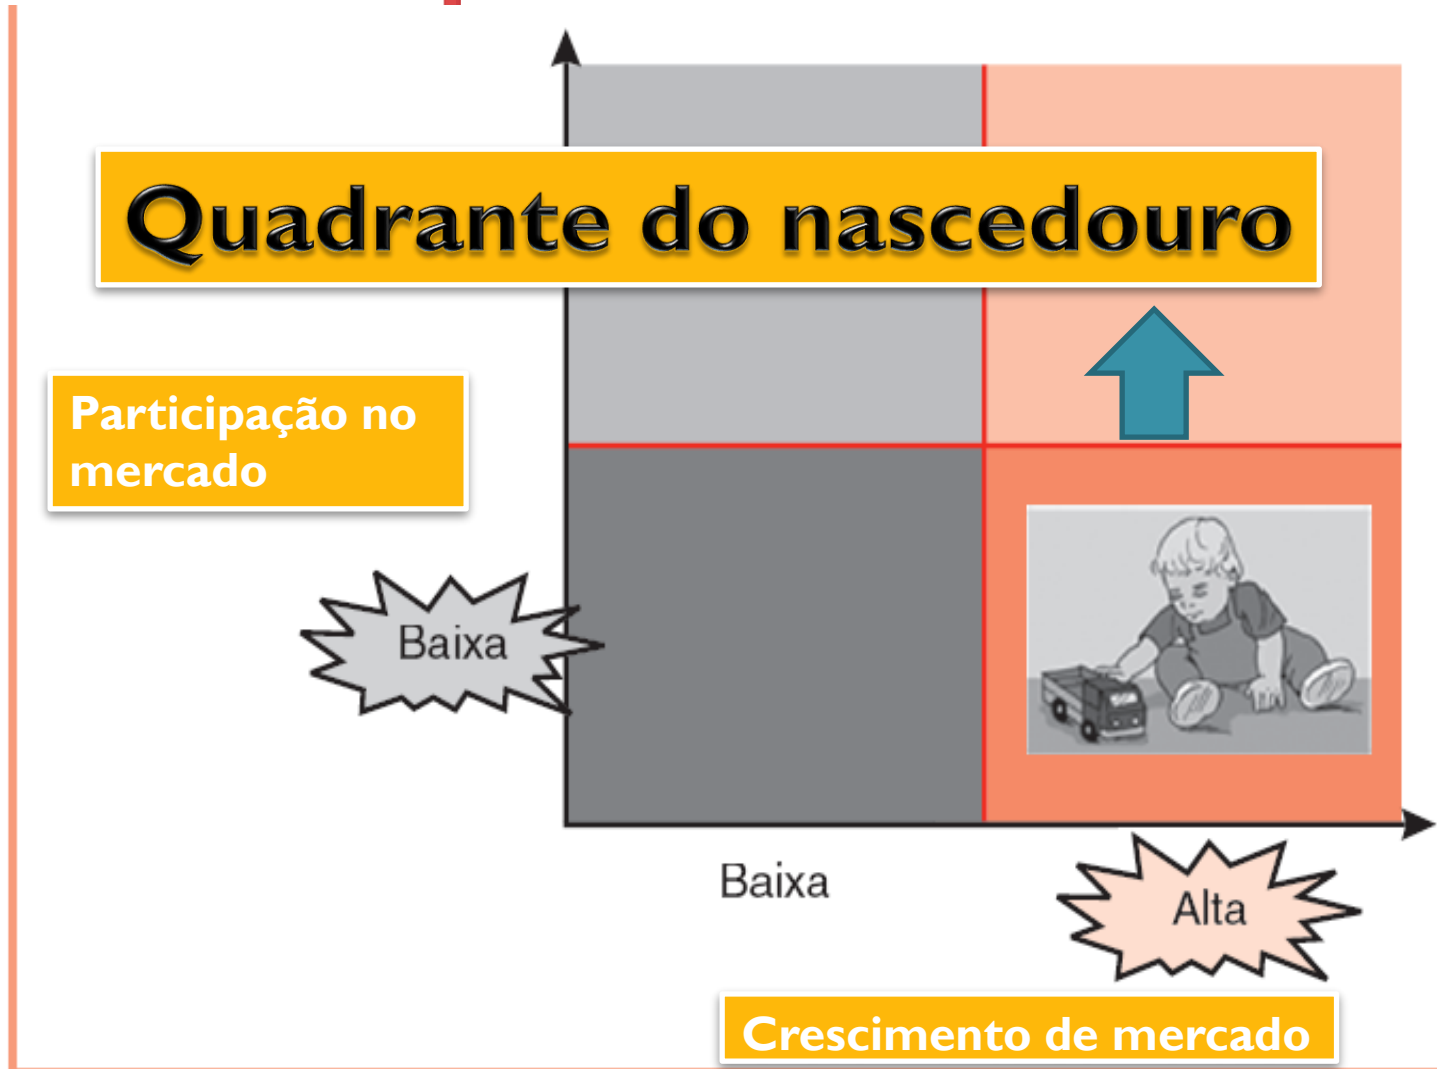 Quadrante do nascedouro
Participação no
mercado
Baixa
Baixa
Alta
Crescimento de mercado